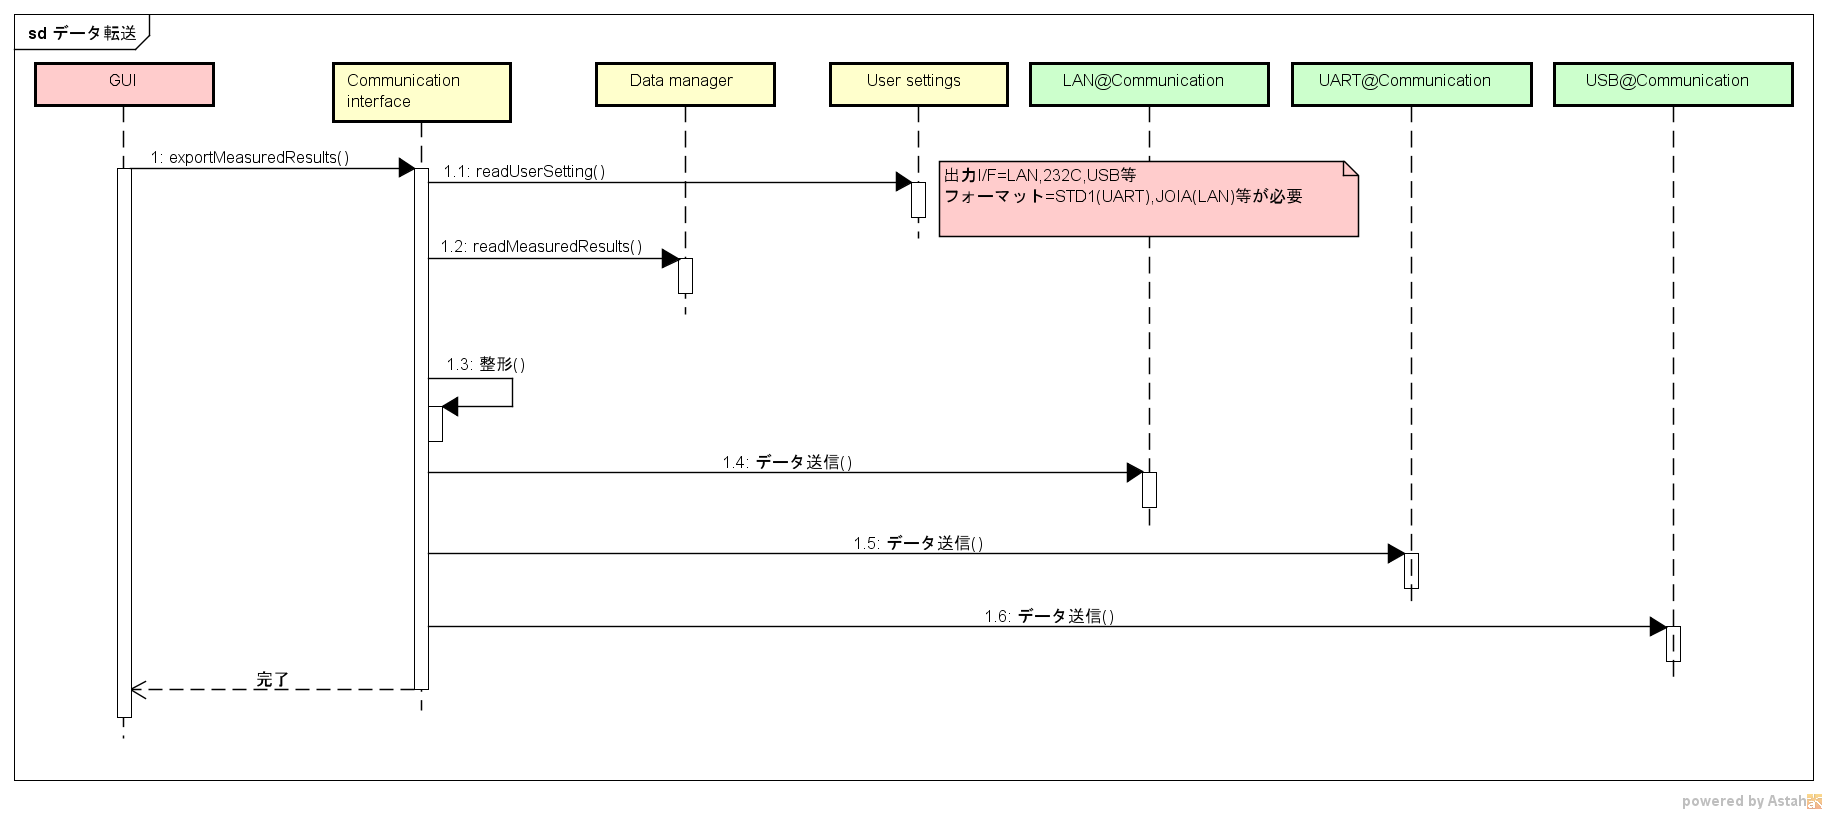 sd データ転送
GUI
Communication
interface
Data manager
User settings
LAN@Communication
UART@Communication
USB@Communication
1: exportMeasuredResults()
1.1: readUserSetting()
出力I/F=LAN,232C,USB等
フォーマット=STD1(UART),JOIA(LAN)等が必要
1.2: readMeasuredResults()
1.3: 整形()
1.4: データ送信()
1.5: データ送信()
1.6: データ送信()
完了
powered by Astah